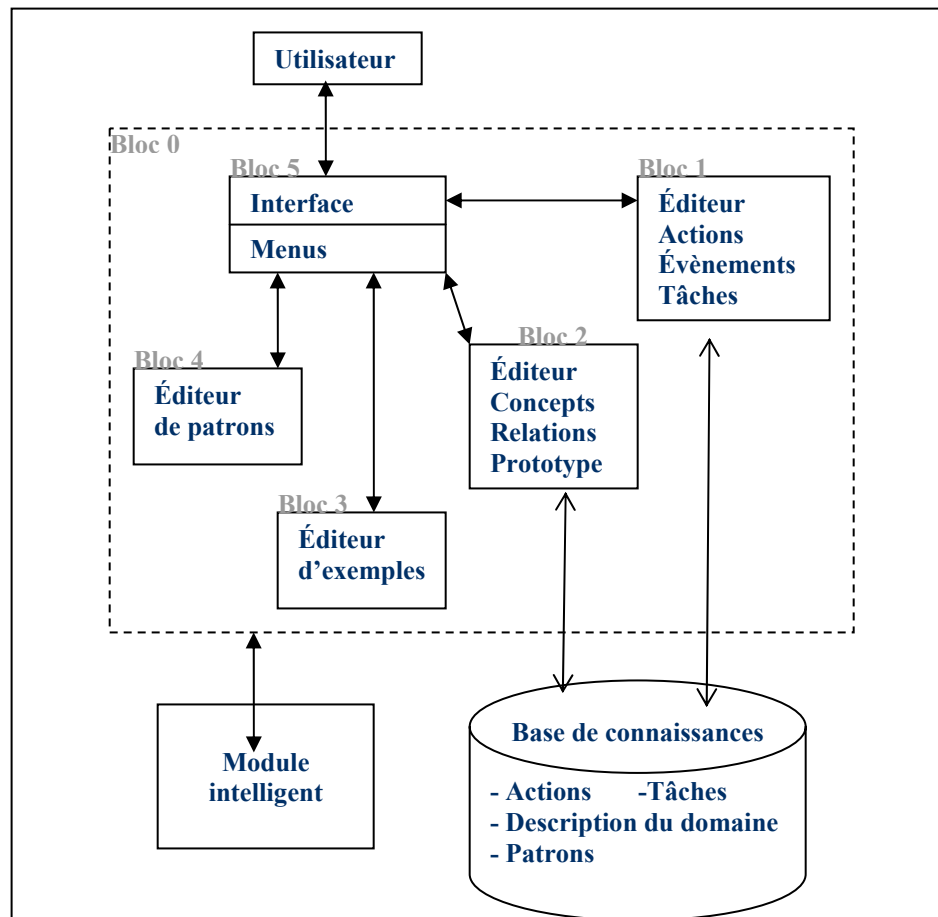 Utilisateur
Bloc 0
Bloc 5
Interface
Menus
Bloc 1
Éditeur
Actions
Évènements
Tâches
Bloc 4
Éditeur
de patrons
Bloc 2
Éditeur
Concepts
Relations
Prototype
Bloc 3
Éditeur
d’exemples
Module
intelligent
Base de connaissances
- Actions -Tâches
- Description du domaine
- Patrons